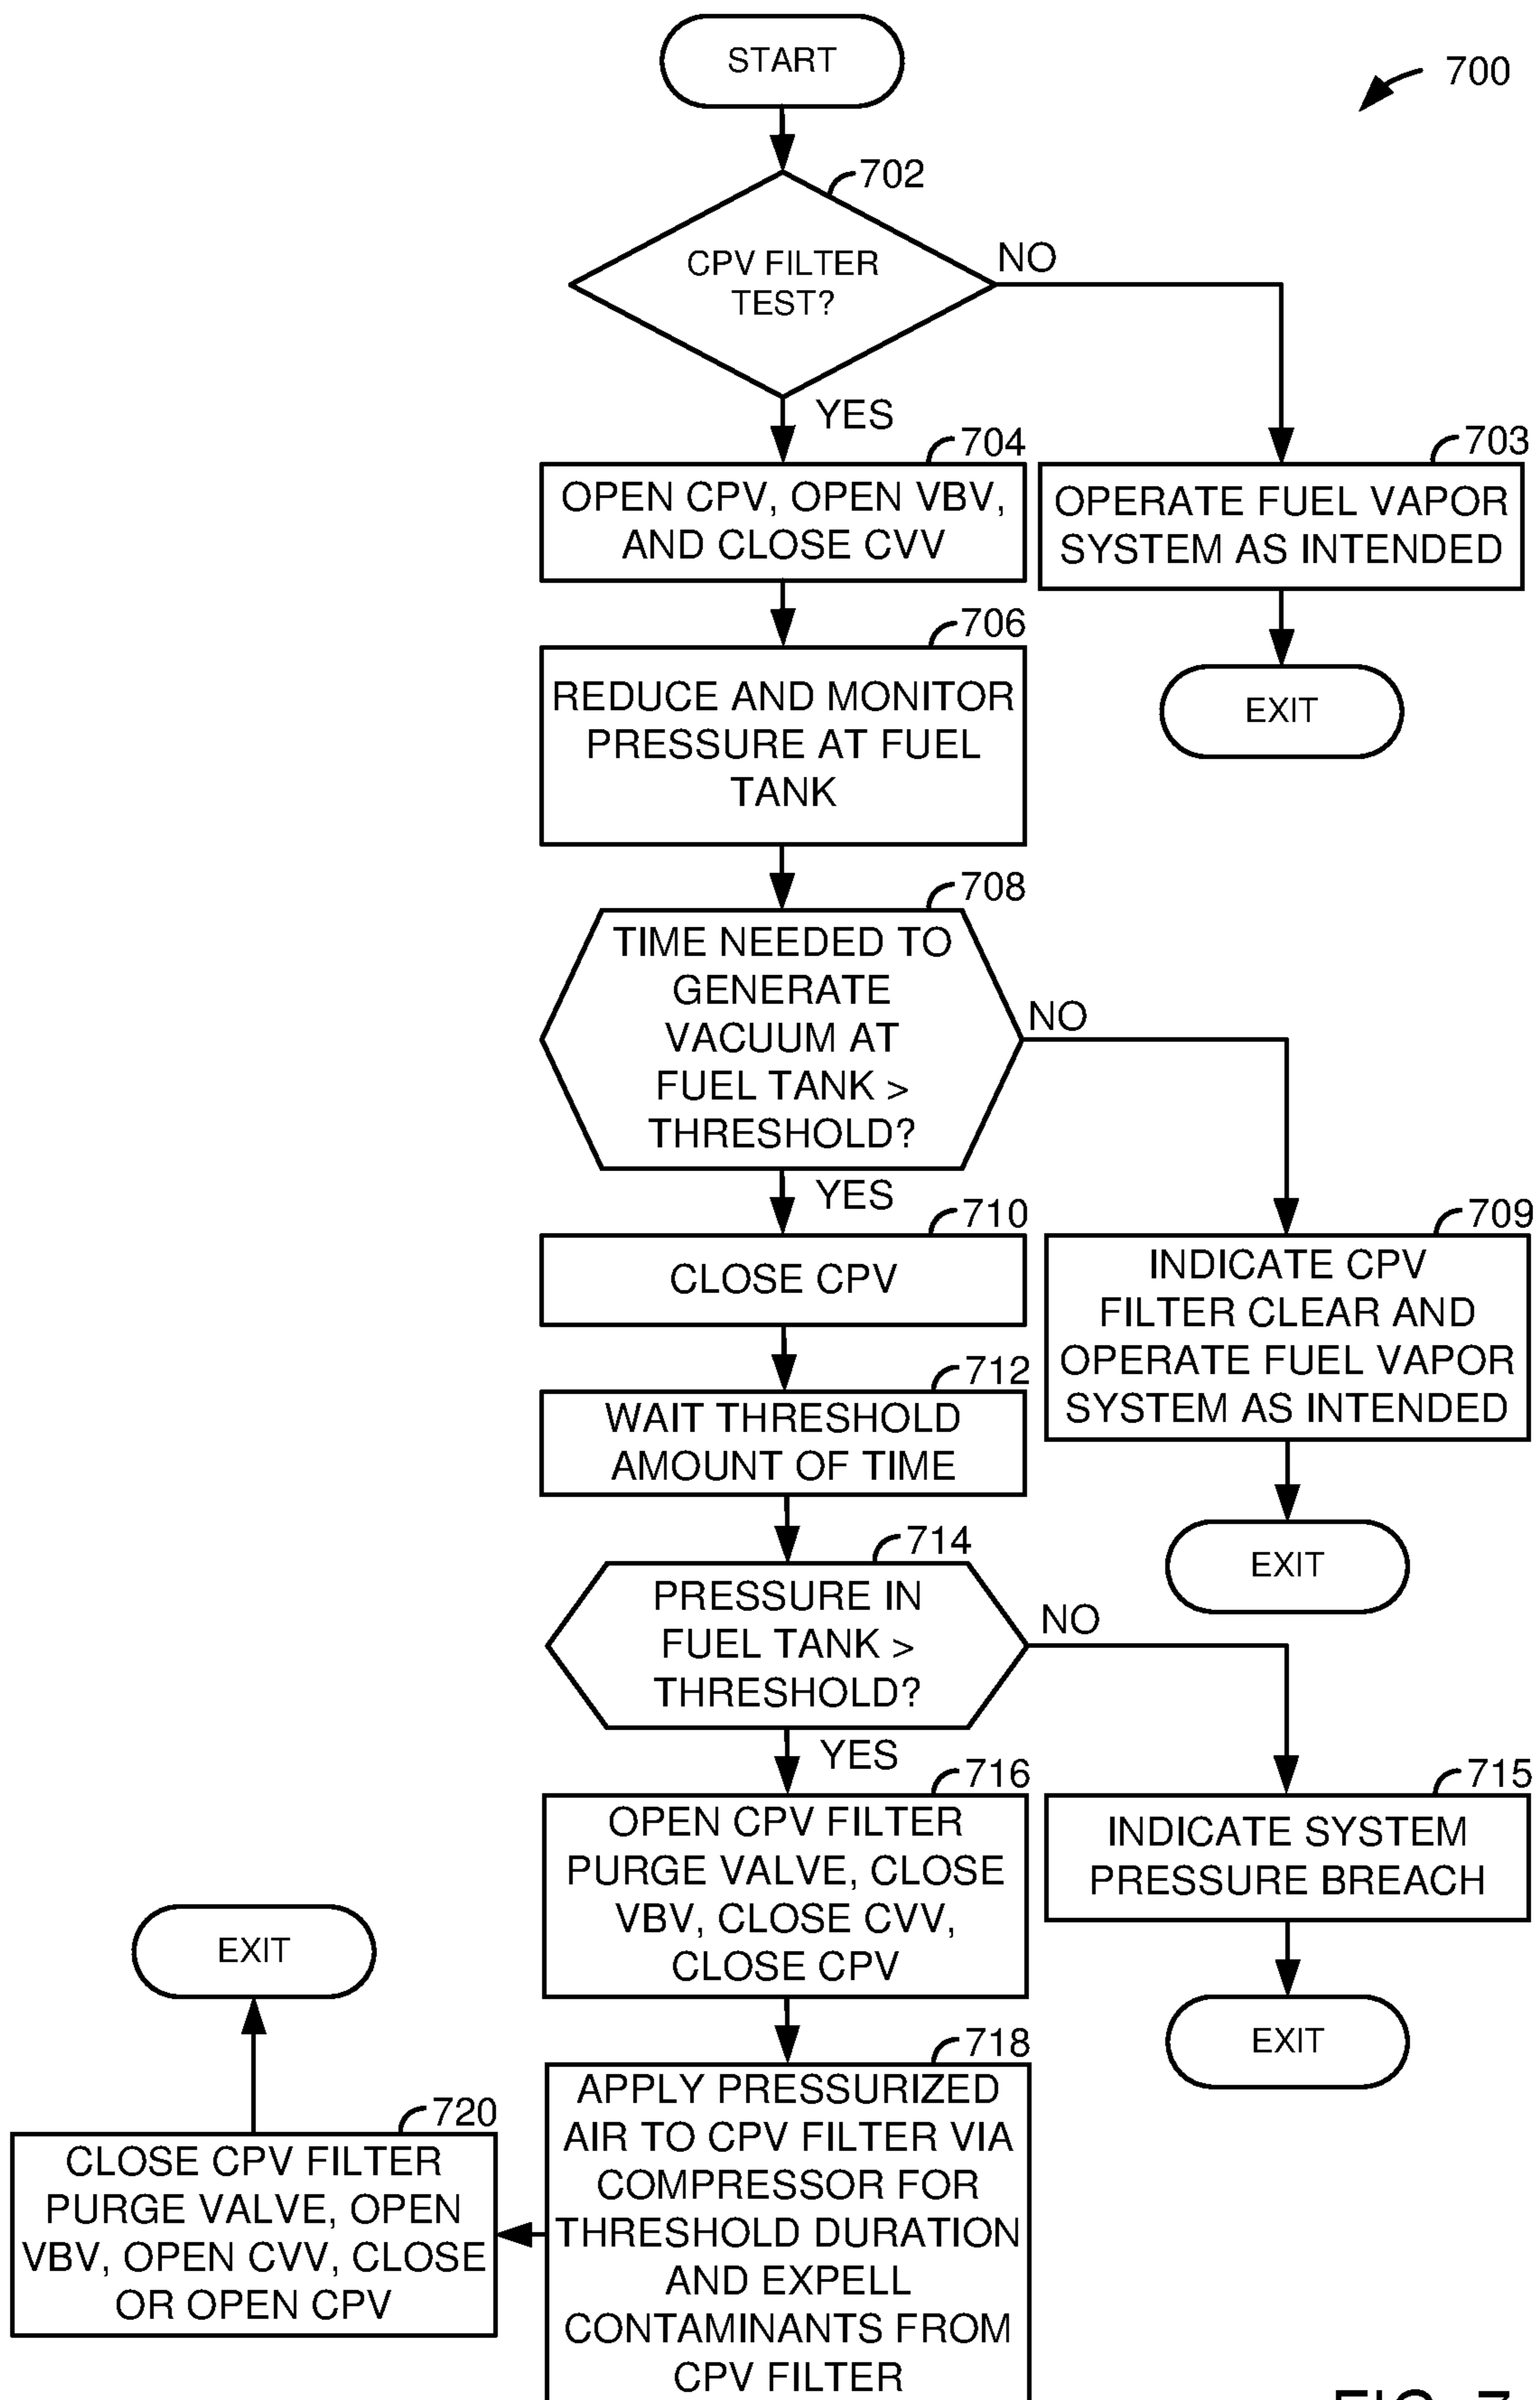 START
700
702
CPV FILTER
TEST?
NO
YES
704
OPEN CPV, OPEN VBV,
AND CLOSE CVV
703
OPERATE FUEL VAPOR
SYSTEM AS INTENDED
EXIT
706
REDUCE AND MONITOR
PRESSURE AT FUEL
TANK
708
TIME NEEDED TO
GENERATE
VACUUM AT
FUEL TANK >
THRESHOLD?
NO
YES
710
CLOSE CPV
709
INDICATE CPV
FILTER CLEAR AND
OPERATE FUEL VAPOR
SYSTEM AS INTENDED
EXIT
712
WAIT THRESHOLD
AMOUNT OF TIME
714
PRESSURE IN
FUEL TANK >
THRESHOLD?
NO
YES
716
OPEN CPV FILTER
PURGE VALVE, CLOSE
VBV, CLOSE CVV,
CLOSE CPV
715
INDICATE SYSTEM
PRESSURE BREACH
EXIT
718
APPLY PRESSURIZED
AIR TO CPV FILTER VIA
COMPRESSOR FOR
THRESHOLD DURATION
AND EXPELL
CONTAMINANTS FROM
CPV FILTER
720
CLOSE CPV FILTER
PURGE VALVE, OPEN
VBV, OPEN CVV, CLOSE
OR OPEN CPV
EXIT
FIG. 7